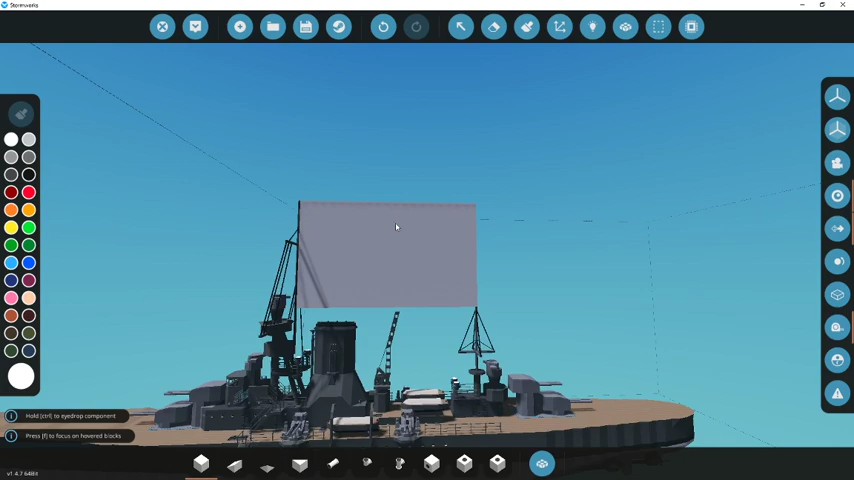 Stormworks
Hold [ctrl] to eyedrop component
Press [f] to focus on hovered blocks
v1.4.7 64Bit